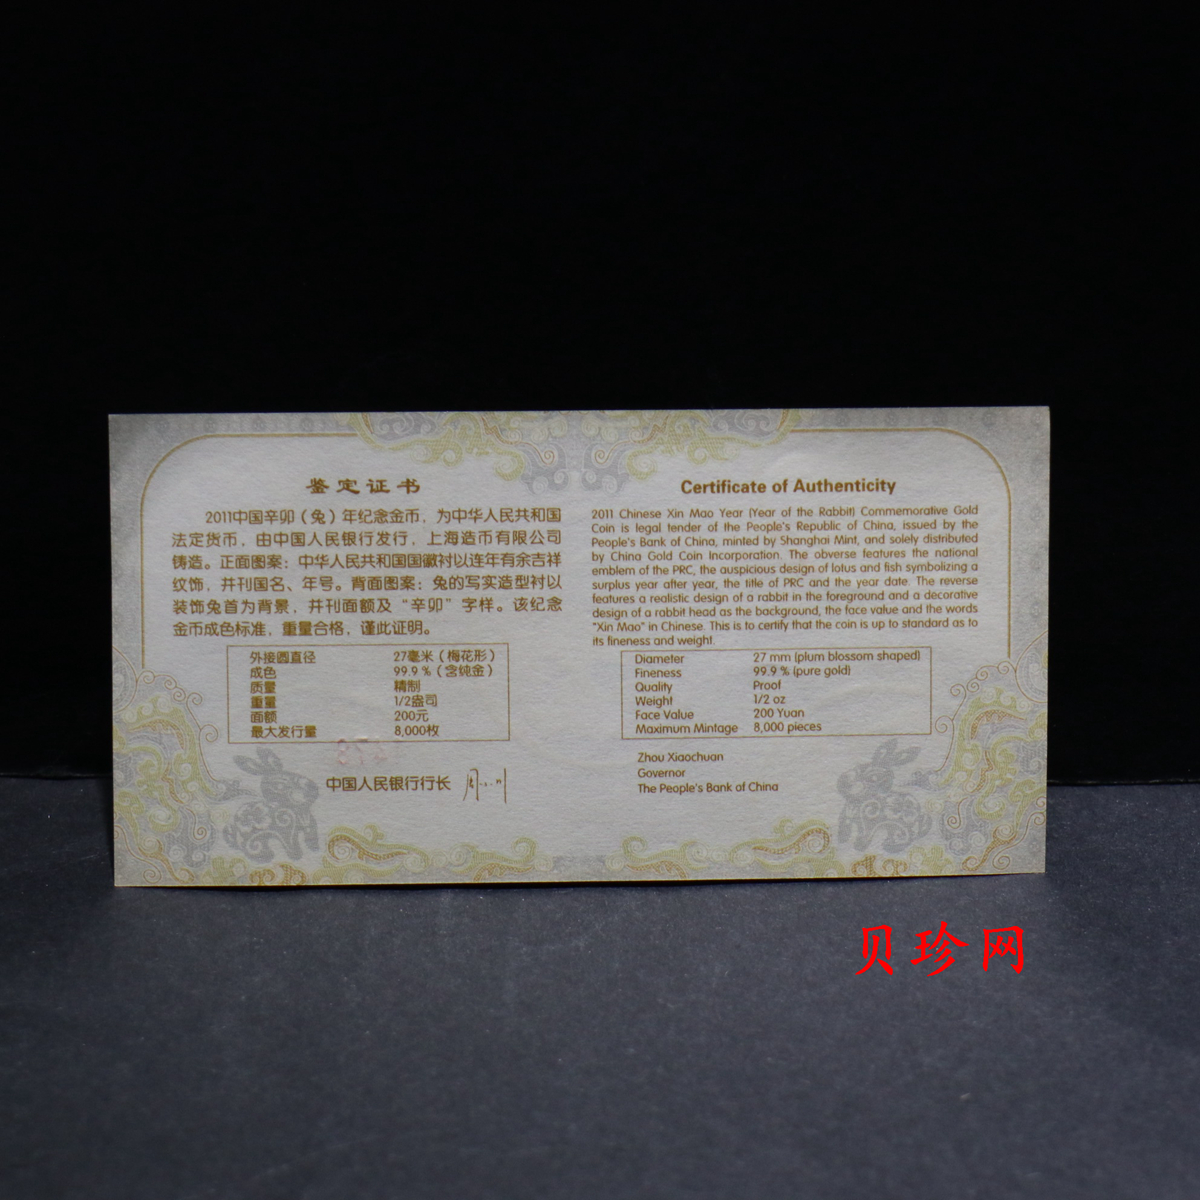 鉴定证书
2011中国辛卯（兔）年纪念金币，为中华人民共和国
法定货币，由中国人民银行发行，上海造币有限公司
铸造。正面图案：中华人民共和国国徽衬以连年有余吉祥
纹饰，并刊国名、年号。背面图案：兔的写实造型衬以
装饰兔首为背景，并刊面额及“辛卯”字样。该纪念
金币成色标准，重量合格，谨此证明。
外接圆直径 27毫米（梅花形）
成色 99.9％（含纯金）
质量 精制
重量 1/2盎司
面额 200元
最大发行量 8,000枚
中国人民银行行长
Certificate of Authenticity
2011 Chinese Xin Mao Year (Year of the Rabbit) Commemorative Gold
Coin is legal tender of the People's Republic of China, issued by the
People's Bank of China, minted by Shanghai Mint, and solely distributed
by China Gold Coin Incorporation. The obverse features the national
emblem of the PRC, the auspicious design of lotus and fish symbolizing a
surplus year after year, the title of PRC and the year date. The reverse
features a realistic design of a rabbit in the foreground and a decorative
design of a rabbit head as the background, the face value and the words
"Xin Mao" in Chinese. This is to certify that the coin is up to standard as to
its fineness and weight.
Diameter 27 mm (plum blossom shaped)
Fineness 99.9 % (pure gold)
Quality Proof
Weight 1/2 oz
Face Value 200 Yuan
Maximum Mintage 8,000 pieces
Zhou Xiaochuan
Governor
The People's Bank of China
贝珍网